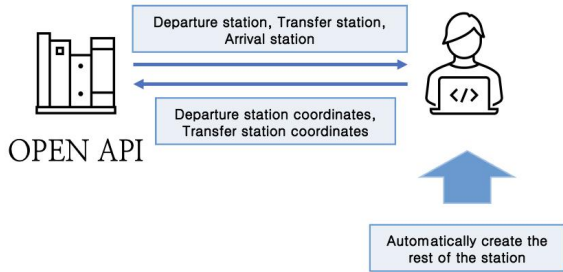 Departure station, Transfer station,
Arrival station
</>
Departure station coordinates,
Transfer station coordinates
OPEN API
Automatically create the
rest of the station